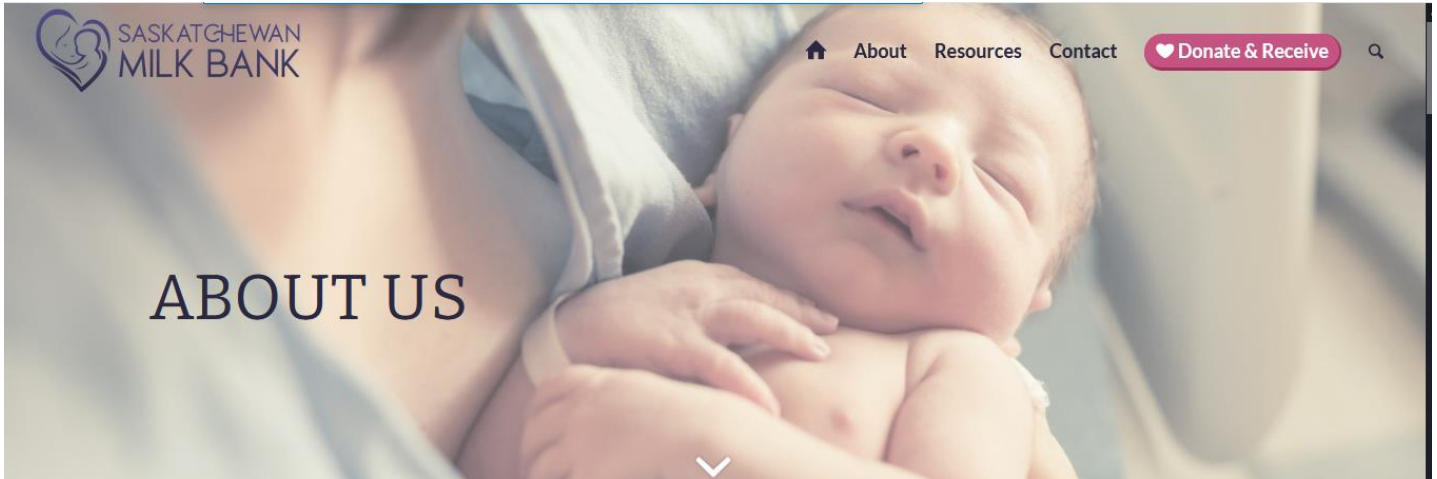 SASKATCHEWAN
MILK BANK
About Resources Contact Donate & Receive
ABOUT US